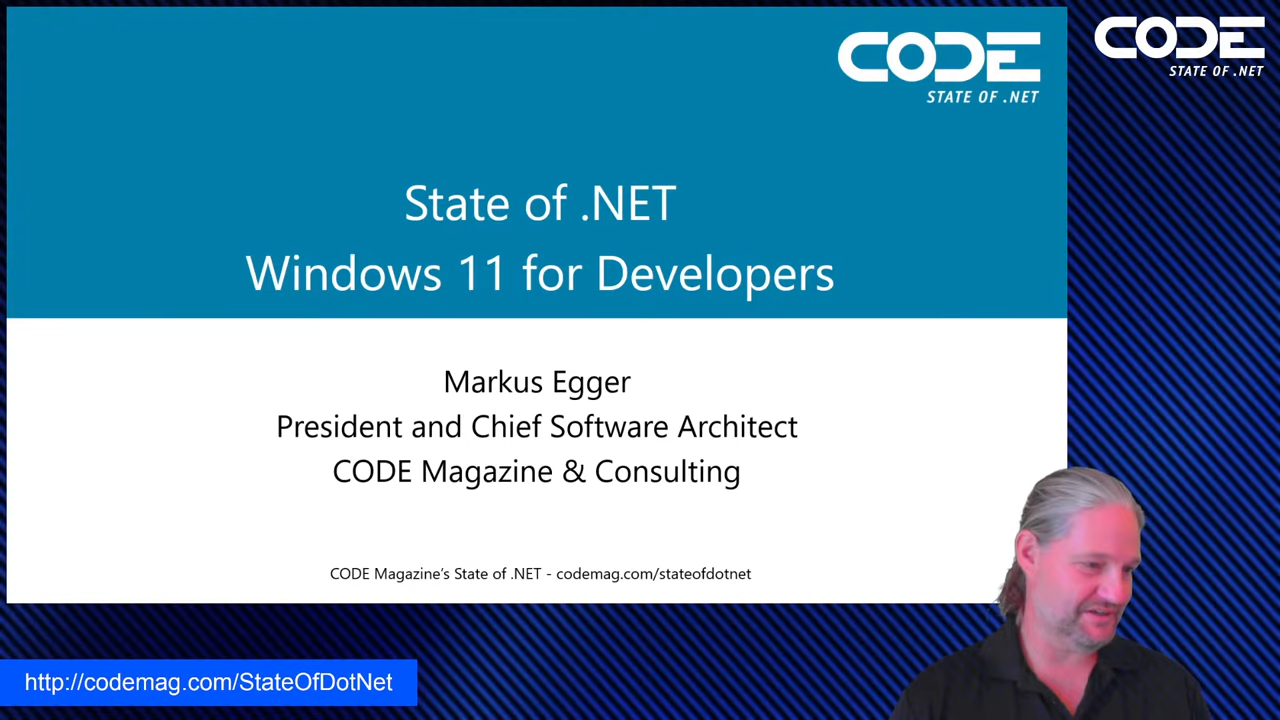 CODE
STATE OF .NET
CODE
STATE OF .NET
State of .NET
Windows 11 for Developers
Markus Egger
President and Chief Software Architect
CODE Magazine & Consulting
CODE Magazine's State of .NET - codemag.com/stateofdotnet
http://codemag.com/StateOfDotNet